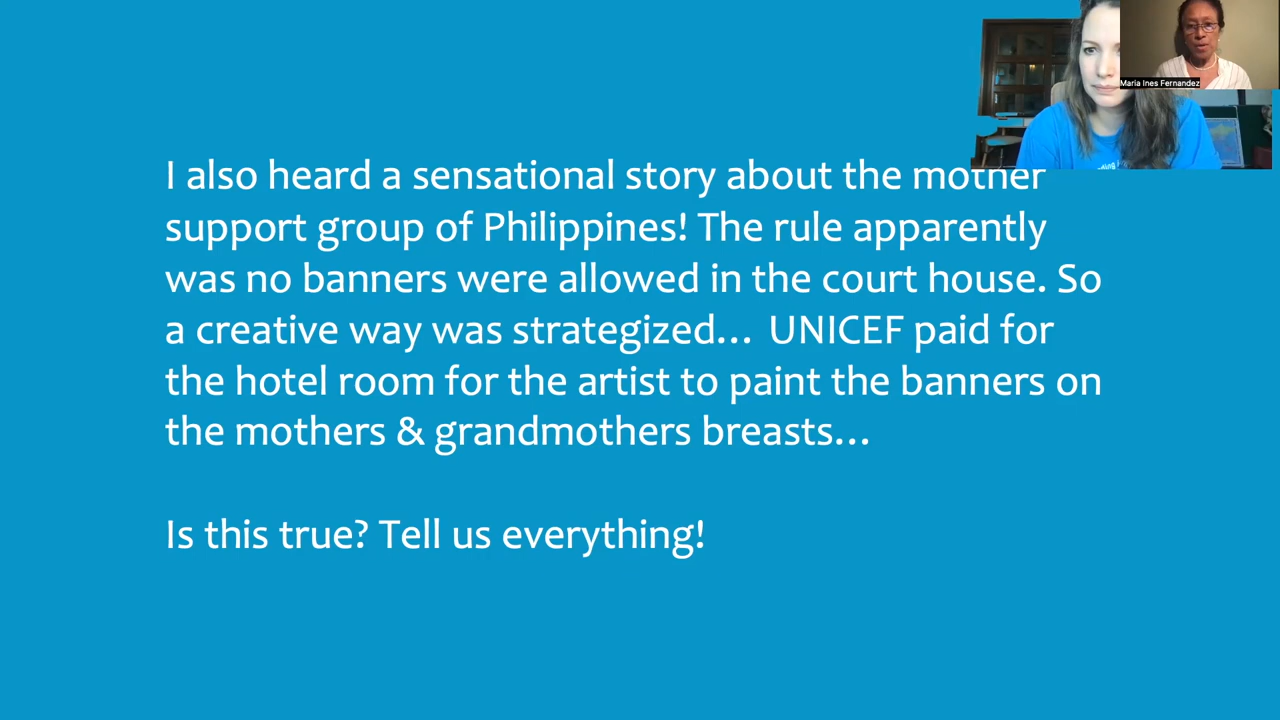 Maria Ines Fernandez
I also heard a sensational story about the mother
support group of Philippines! The rule apparently
was no banners were allowed in the court house. So
a creative way was strategized... UNICEF paid for
the hotel room for the artist to paint the banners on
the mothers & grandmothers breasts...
Is this true? Tell us everything!